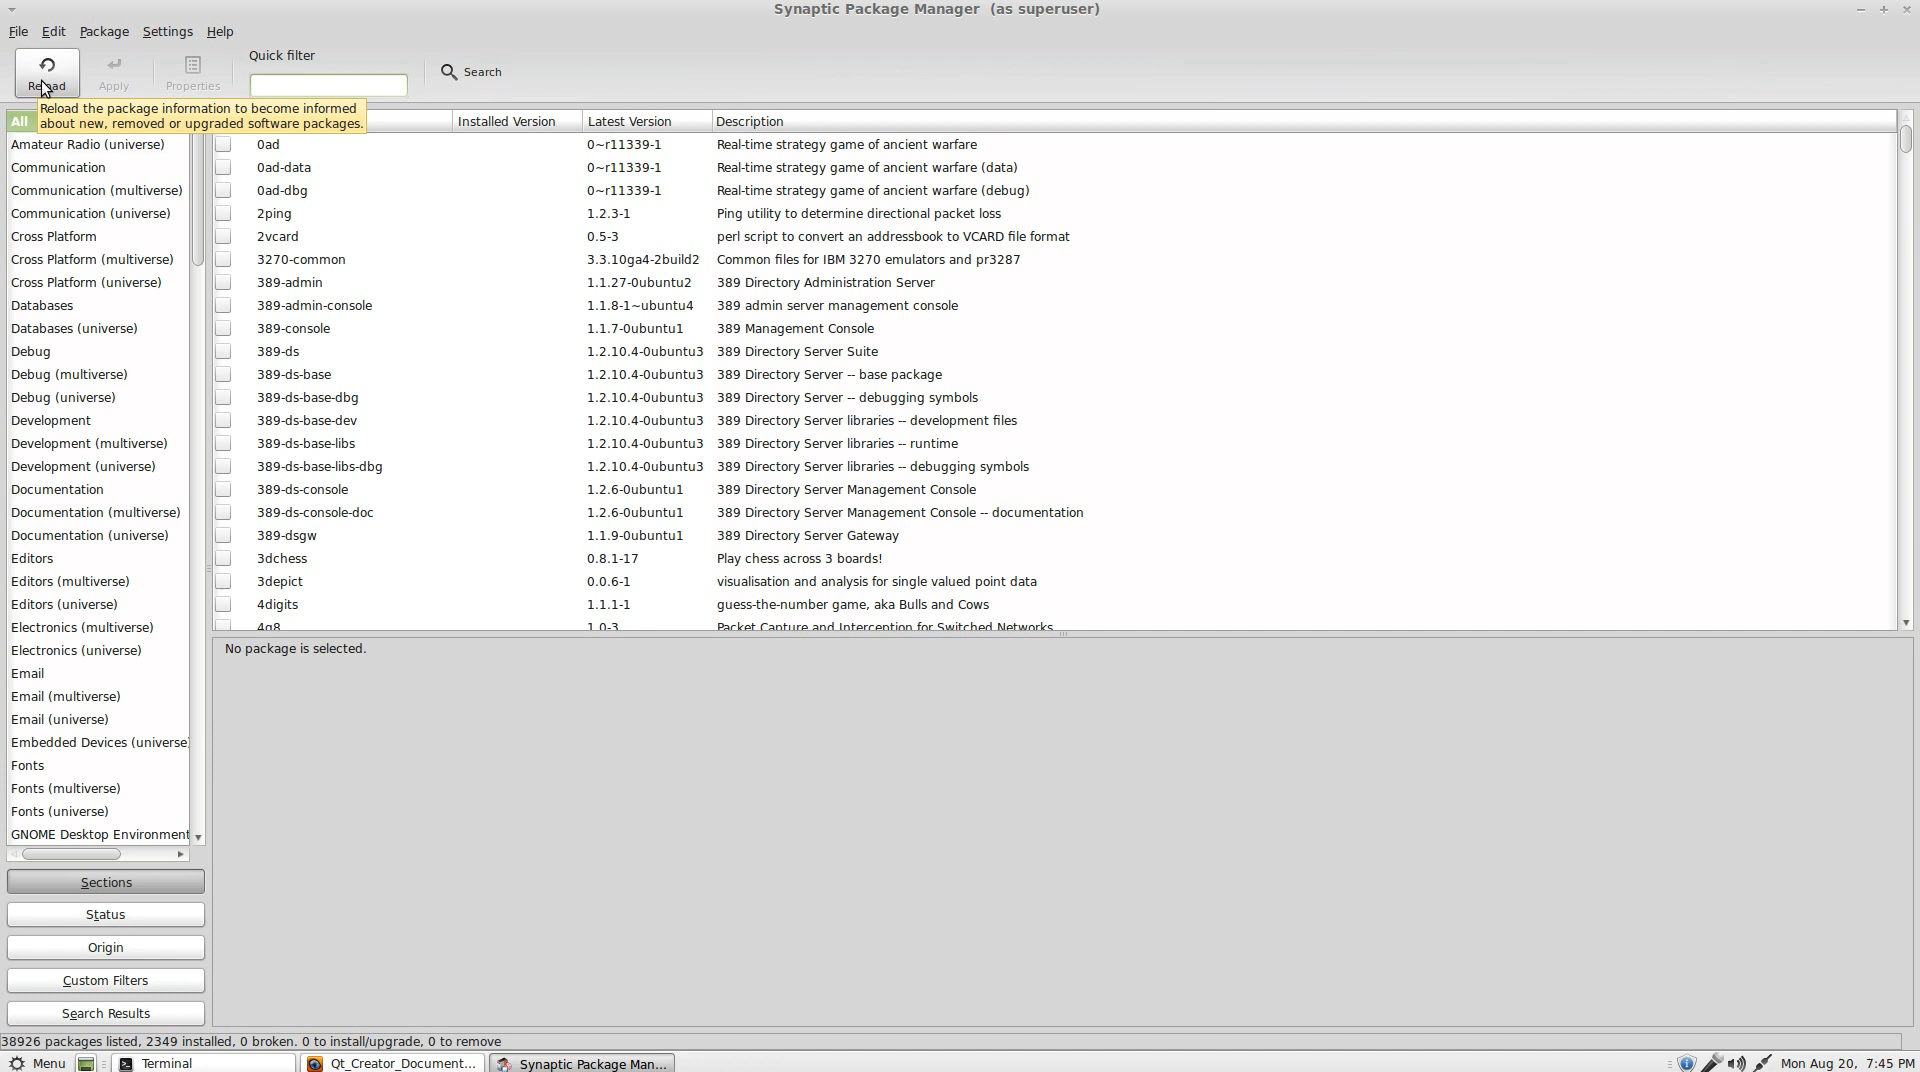 Synaptic Package Manager  (as superuser)
File Edit Package Settings Help
Reload Apply Properties Quick filter Search
Reload the package information to become informed
about new, removed or upgraded software packages.
All Installed Version Latest Version Description
Amateur Radio (universe)
Communication
Communication (multiverse)
Communication (universe)
Cross Platform
Cross Platform (multiverse)
Cross Platform (universe)
Databases
Databases (universe)
Debug
Debug (multiverse)
Debug (universe)
Development
Development (multiverse)
Development (universe)
Documentation
Documentation (multiverse)
Documentation (universe)
Editors
Editors (multiverse)
Editors (universe)
Electronics (multiverse)
Electronics (universe)
Email
Email (multiverse)
Email (universe)
Embedded Devices (universe)
Fonts
Fonts (multiverse)
Fonts (universe)
GNOME Desktop Environment
0ad 0~r11339-1 Real-time strategy game of ancient warfare
0ad-data 0~r11339-1 Real-time strategy game of ancient warfare (data)
0ad-dbg 0~r11339-1 Real-time strategy game of ancient warfare (debug)
2ping 1.2.3-1 Ping utility to determine directional packet loss
2vcard 0.5-3 perl script to convert an addressbook to VCARD file format
3270-common 3.3.10ga4-2build2 Common files for IBM 3270 emulators and pr3287
389-admin 1.1.27-0ubuntu2 389 Directory Administration Server
389-admin-console 1.1.8-1~ubuntu4 389 admin server management console
389-console 1.1.7-0ubuntu1 389 Management Console
389-ds 1.2.10.4-0ubuntu3 389 Directory Server Suite
389-ds-base 1.2.10.4-0ubuntu3 389 Directory Server -- base package
389-ds-base-dbg 1.2.10.4-0ubuntu3 389 Directory Server -- debugging symbols
389-ds-base-dev 1.2.10.4-0ubuntu3 389 Directory Server libraries -- development files
389-ds-base-libs 1.2.10.4-0ubuntu3 389 Directory Server libraries -- runtime
389-ds-base-libs-dbg 1.2.10.4-0ubuntu3 389 Directory Server libraries -- debugging symbols
389-ds-console 1.2.6-0ubuntu1 389 Directory Server Management Console
389-ds-console-doc 1.2.6-0ubuntu1 389 Directory Server Management Console -- documentation
389-dsgw 1.1.9-0ubuntu1 389 Directory Server Gateway
3dchess 0.8.1-17 Play chess across 3 boards!
3depict 0.0.6-1 visualisation and analysis for single valued point data
4digits 1.1.1-1 guess-the-number game, aka Bulls and Cows
4g8 1.0-3 Packet Capture and Interception for Switched Networks
No package is selected.
Sections
Status
Origin
Custom Filters
Search Results
38926 packages listed, 2349 installed, 0 broken. 0 to install/upgrade, 0 to remove
Menu Terminal Qt_Creator_Document... Synaptic Package Man... Mon Aug 20, 7:45 PM